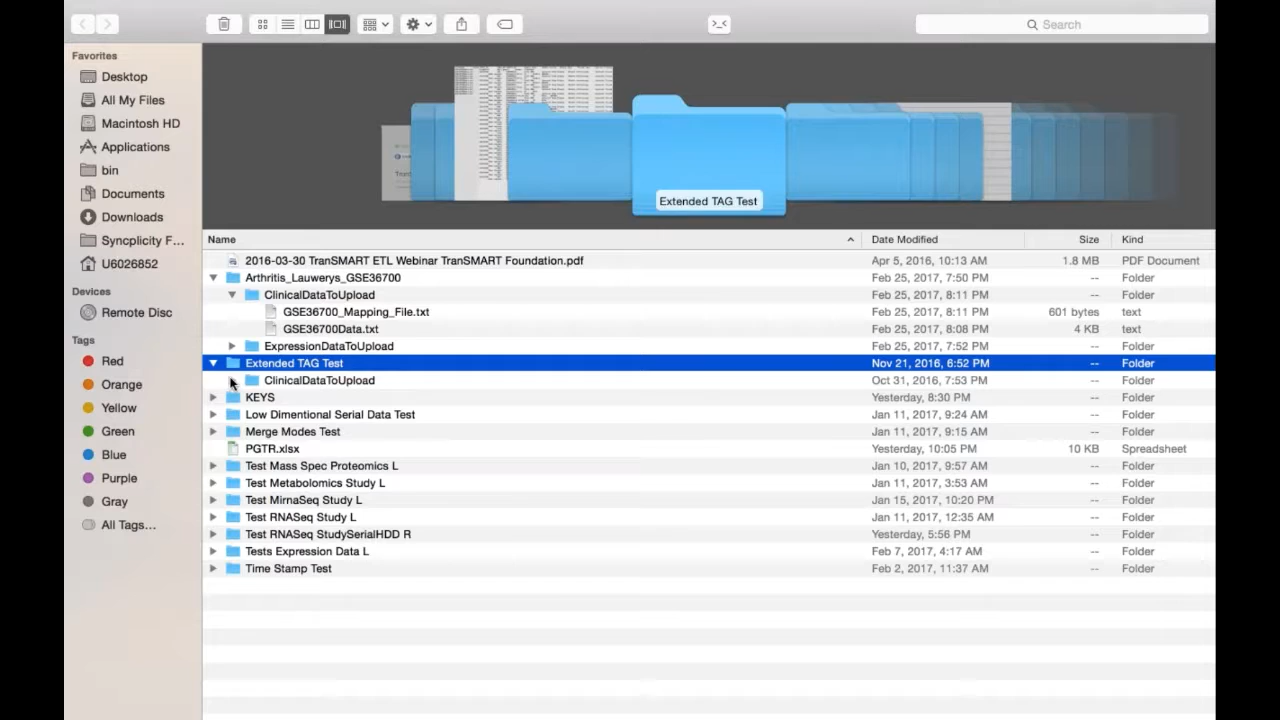 Search
Favorites
Desktop
All My Files
Macintosh HD
Applications
bin
Documents
Downloads
Syncplicity F...
U6026852
Devices
Remote Disc
Tags
Red
Orange
Yellow
Green
Blue
Purple
Gray
All Tags...
Extended TAG Test
Name Date Modified Size Kind
2016-03-30 TranSMART ETL Webinar TranSMART Foundation.pdf Apr 5, 2016, 10:13 AM 1.8 MB PDF Document
Arthritis_Lauwerys_GSE36700 Feb 25, 2017, 7:50 PM -- Folder
ClinicalDataToUpload Feb 25, 2017, 8:11 PM -- Folder
GSE36700_Mapping_File.txt Feb 25, 2017, 8:11 PM 601 bytes text
GSE36700Data.txt Feb 25, 2017, 8:08 PM 4 KB text
ExpressionDataToUpload Feb 25, 2017, 7:52 PM -- Folder
Extended TAG Test Nov 21, 2016, 6:52 PM -- Folder
ClinicalDataToUpload Oct 31, 2016, 7:53 PM -- Folder
KEYS Yesterday, 8:30 PM -- Folder
Low Dimentional Serial Data Test Jan 11, 2017, 9:24 AM -- Folder
Merge Modes Test Jan 11, 2017, 9:15 AM -- Folder
PGTR.xlsx Yesterday, 10:05 PM 10 KB Spreadsheet
Test Mass Spec Proteomics L Jan 10, 2017, 9:57 AM -- Folder
Test Metabolomics Study L Jan 11, 2017, 3:53 AM -- Folder
Test MirnaSeq Study L Jan 15, 2017, 10:20 PM -- Folder
Test RNASeq Study L Jan 11, 2017, 12:35 AM -- Folder
Test RNASeq StudySerialHDD R Yesterday, 5:56 PM -- Folder
Tests Expression Data L Feb 7, 2017, 4:17 AM -- Folder
Time Stamp Test Feb 2, 2017, 11:37 AM -- Folder